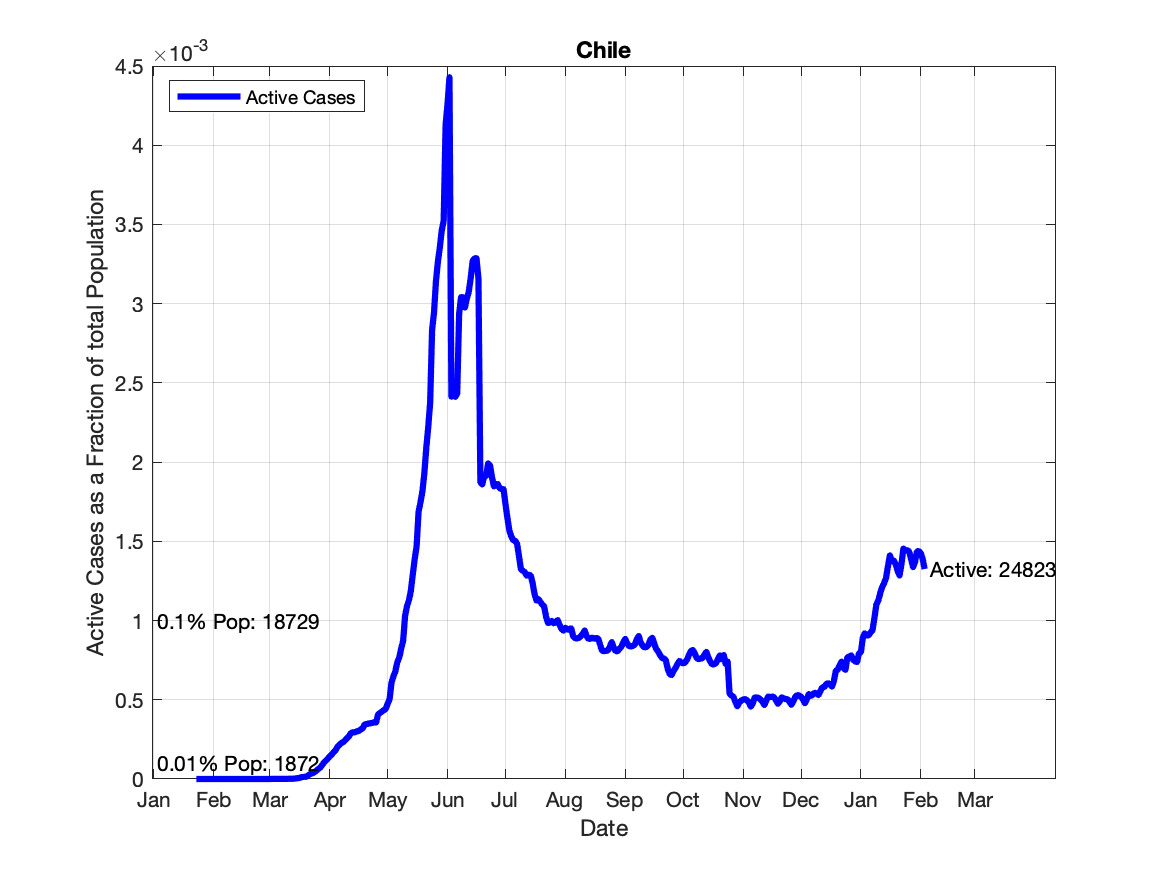 Chile
×10-3
4.5
4
3.5
3
2.5
2
1.5
1
0.5
0
Active Cases as a Fraction of total Population
Active Cases
Active: 24823
0.1% Pop: 18729
0.01% Pop: 1872
Jan Feb Mar Apr May Jun Jul Aug Sep Oct Nov Dec Jan Feb Mar
Date